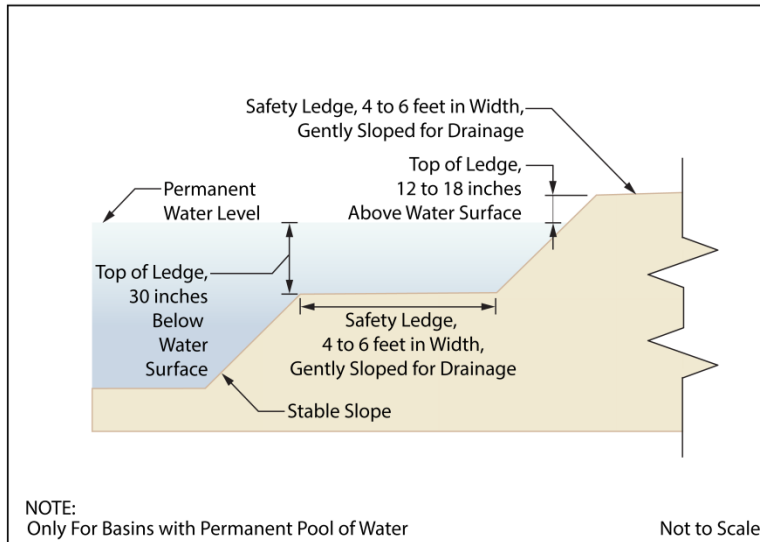 Safety Ledge, 4 to 6 feet in Width,
Gently Sloped for Drainage
Top of Ledge,
12 to 18 inches
Above Water Surface
Permanent
Water Level
Top of Ledge,
30 inches
Below
Water
Surface
Safety Ledge,
4 to 6 feet in Width,
Gently Sloped for Drainage
Stable Slope
NOTE:
Only For Basins with Permanent Pool of Water
Not to Scale